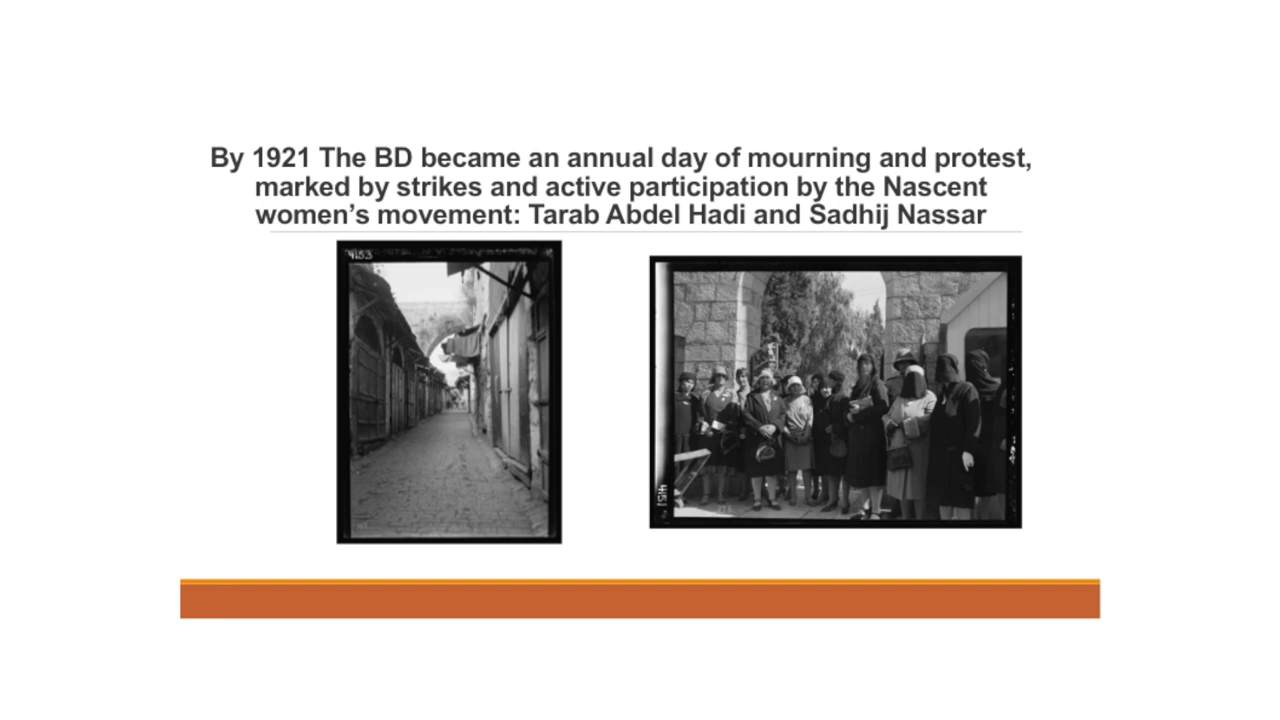 By 1921 The BD became an annual day of mourning and protest,
marked by strikes and active participation by the Nascent
women’s movement: Tarab Abdel Hadi and Sadhij Nassar
4153
4151